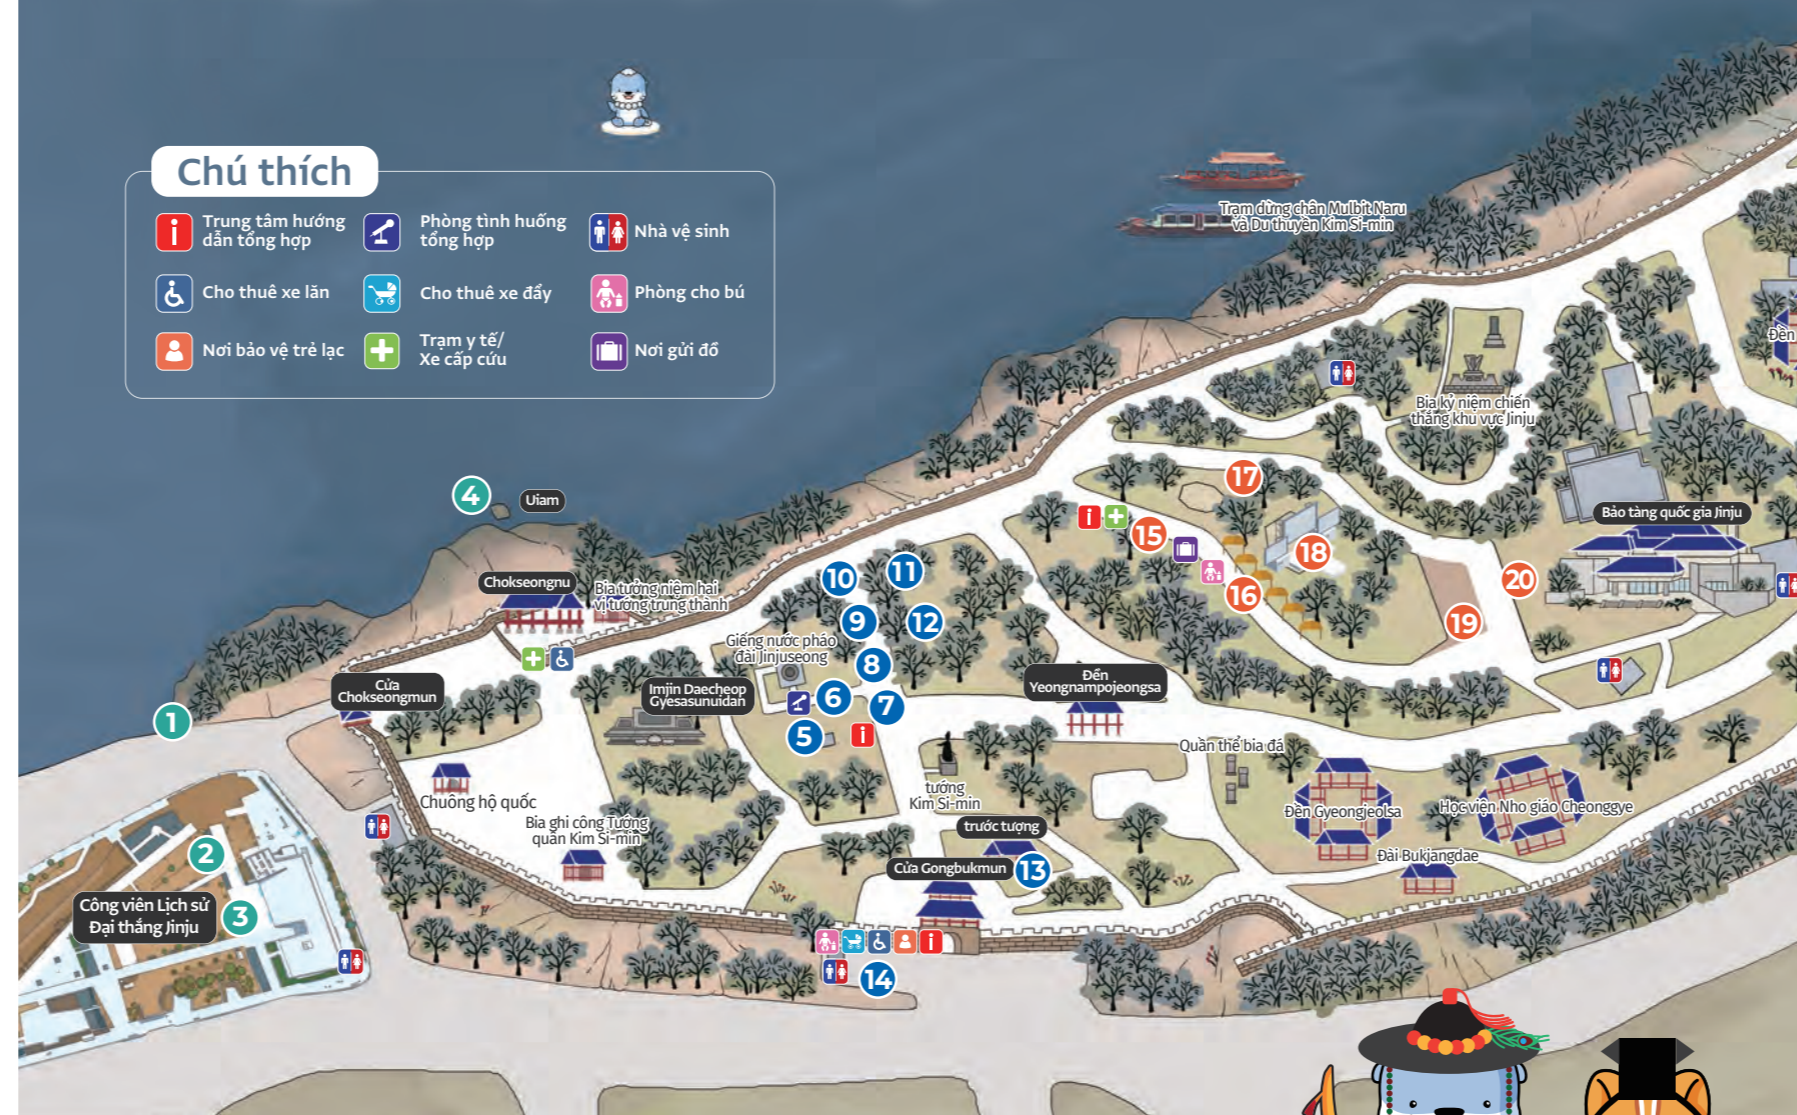 Chú thích
Trung tâm hướng
dẫn tổng hợp
Phòng tình huống
tổng hợp
Nhà vệ sinh
Cho thuê xe lăn
Cho thuê xe đẩy
Phòng cho bú
Nơi bảo vệ trẻ lạc
Trạm y tế/
Xe cấp cứu
Nơi gửi đồ
Trạm dừng chân Mulbit Naru
và Du thuyền Kim Si-min
Đền
Bia kỷ niệm chiến
thắng khu vực Jinju
17
4
Uiam
Bảo tàng quốc gia Jinju
15
18
10
11
20
16
Chokseongnu
Bia tưởng niệm hai
vị tướng trung thành
9
12
19
Giếng nước pháo
đài Jinjuseong
8
Cửa
Chokseongmun
Imjin Daecheop
Gyesasunuidan
6
7
Đền
Yeongnampojeongsa
1
5
Quần thể bia đá
tướng
Kim Si-min
Chuông hộ quốc
Đền Gyeongjeolsa
Học viện Nho giáo Cheonggye
Bia ghi công Tướng
quân Kim Si-min
trước tượng
2
Cửa Gongbukmun
13
Đài Bukjangdae
Công viên Lịch sử
Đại thắng Jinju
3
14